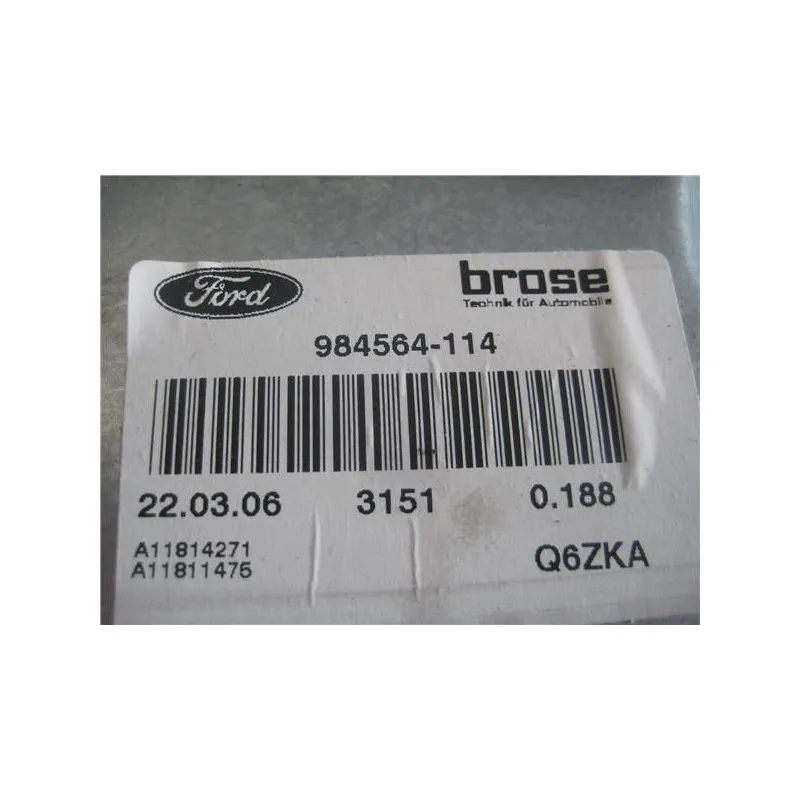 Ford brose
Technik für Automobile
984564-114
22.03.06 3151 0.188
A11814271
A11811475 Q6ZKA